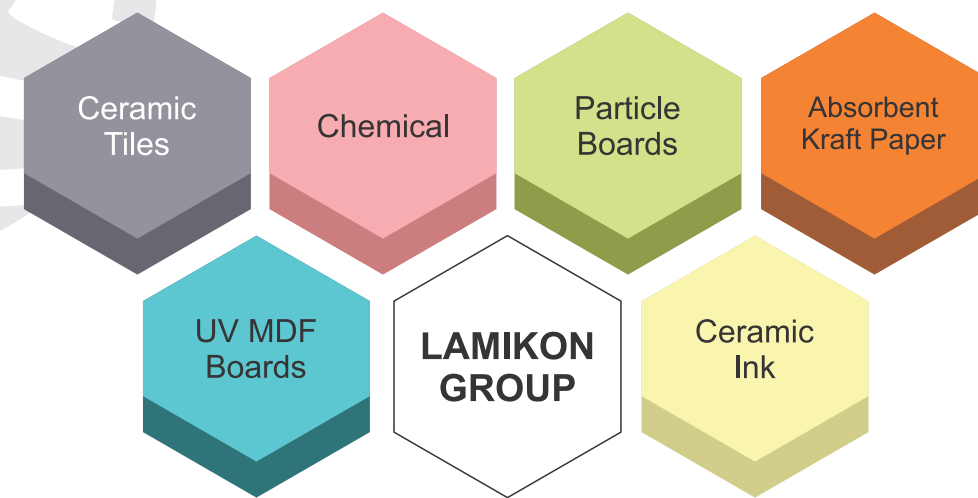 Ceramic
Tiles
Chemical
Particle
Boards
Absorbent
Kraft Paper
UV MDF
Boards
LAMIKON
GROUP
Ceramic
Ink